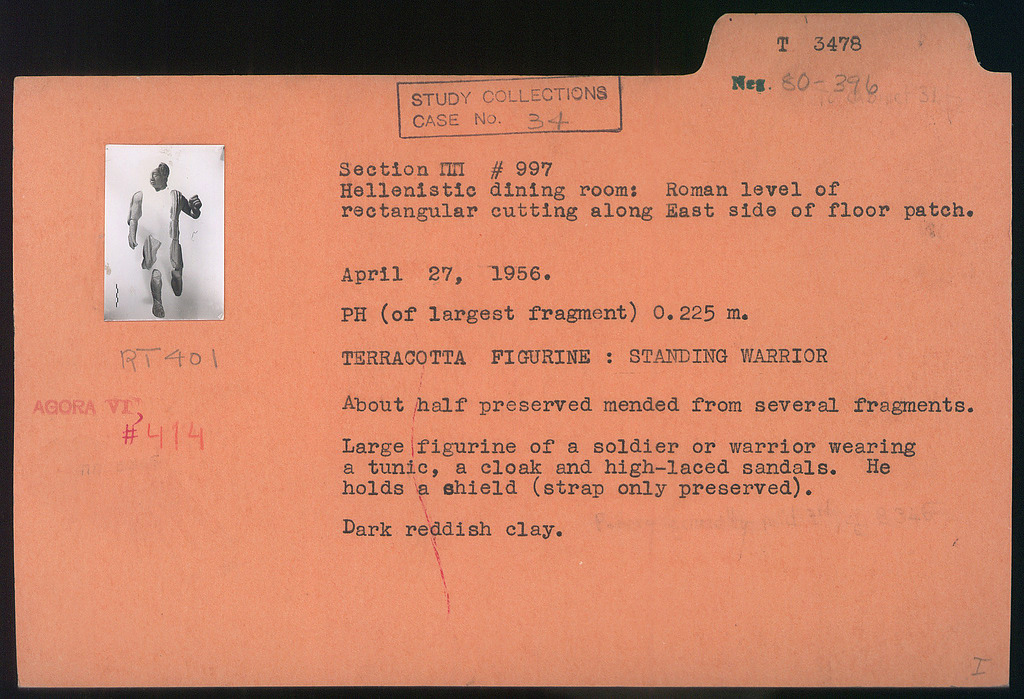 T 3478
Neg. 80-396
STUDY COLLECTIONS
CASE No. 34
Section ΠΠ # 997
Hellenistic dining room: Roman level of
rectangular cutting along East side of floor patch.
April 27, 1956.
PH (of largest fragment) 0.225 m.
RT401
TERRACOTTA FIGURINE : STANDING WARRIOR
AGORA VI,
#414
About half preserved mended from several fragments.
Large figurine of a soldier or warrior wearing
a tunic, a cloak and high-laced sandals. He
holds a shield (strap only preserved).
Dark reddish clay.
I